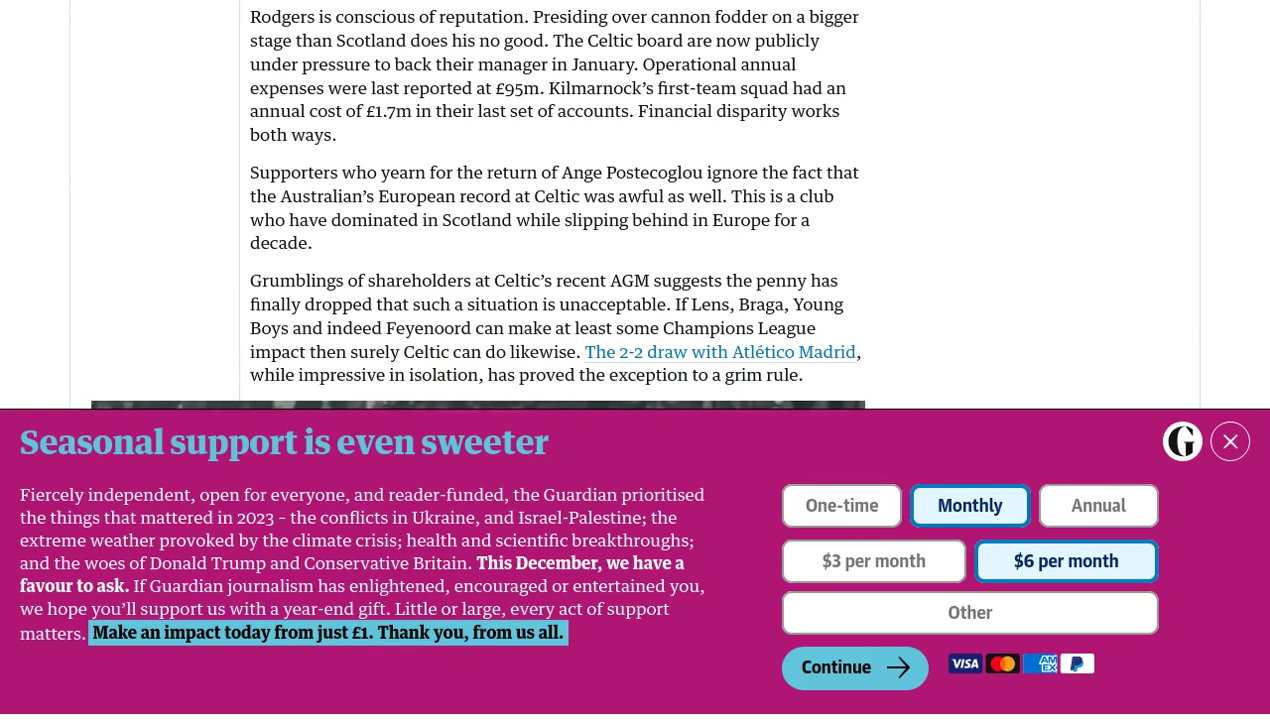 Rodgers is conscious of reputation. Presiding over cannon fodder on a bigger
stage than Scotland does his no good. The Celtic board are now publicly
under pressure to back their manager in January. Operational annual
expenses were last reported at £95m. Kilmarnock’s first-team squad had an
annual cost of £1.7m in their last set of accounts. Financial disparity works
both ways.
Supporters who yearn for the return of Ange Postecoglou ignore the fact that
the Australian’s European record at Celtic was awful as well. This is a club
who have dominated in Scotland while slipping behind in Europe for a
decade.
Grumblings of shareholders at Celtic’s recent AGM suggests the penny has
finally dropped that such a situation is unacceptable. If Lens, Braga, Young
Boys and indeed Feyenoord can make at least some Champions League
impact then surely Celtic can do likewise. The 2-2 draw with Atlético Madrid,
while impressive in isolation, has proved the exception to a grim rule.
Seasonal support is even sweeter
G
Fiercely independent, open for everyone, and reader-funded, the Guardian prioritised
the things that mattered in 2023 – the conflicts in Ukraine, and Israel-Palestine; the
extreme weather provoked by the climate crisis; health and scientific breakthroughs;
and the woes of Donald Trump and Conservative Britain. This December, we have a
favour to ask. If Guardian journalism has enlightened, encouraged or entertained you,
we hope you’ll support us with a year-end gift. Little or large, every act of support
matters. Make an impact today from just £1. Thank you, from us all.
One-time Monthly Annual
$3 per month $6 per month
Other
Continue VISA AMEX